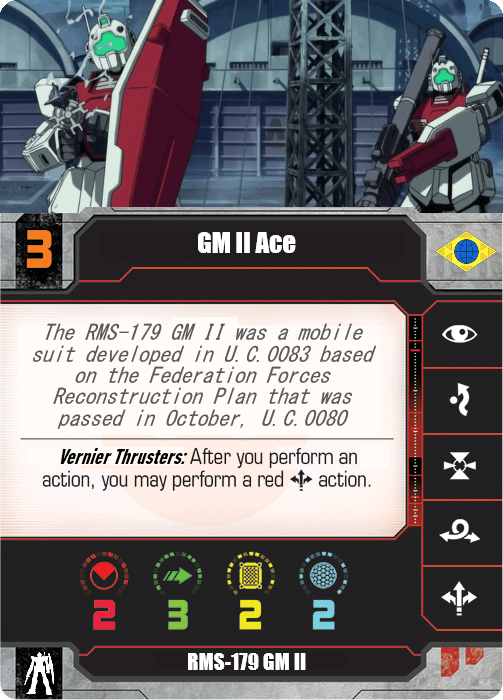 3
GM II Ace
The RMS-179 GM II was a mobile
suit developed in U.C.0083 based
on the Federation Forces
Reconstruction Plan that was
passed in October, U.C.0080
Vernier Thrusters: After you perform an
action, you may perform a red action.
2 3 2 2
RMS-179 GM II